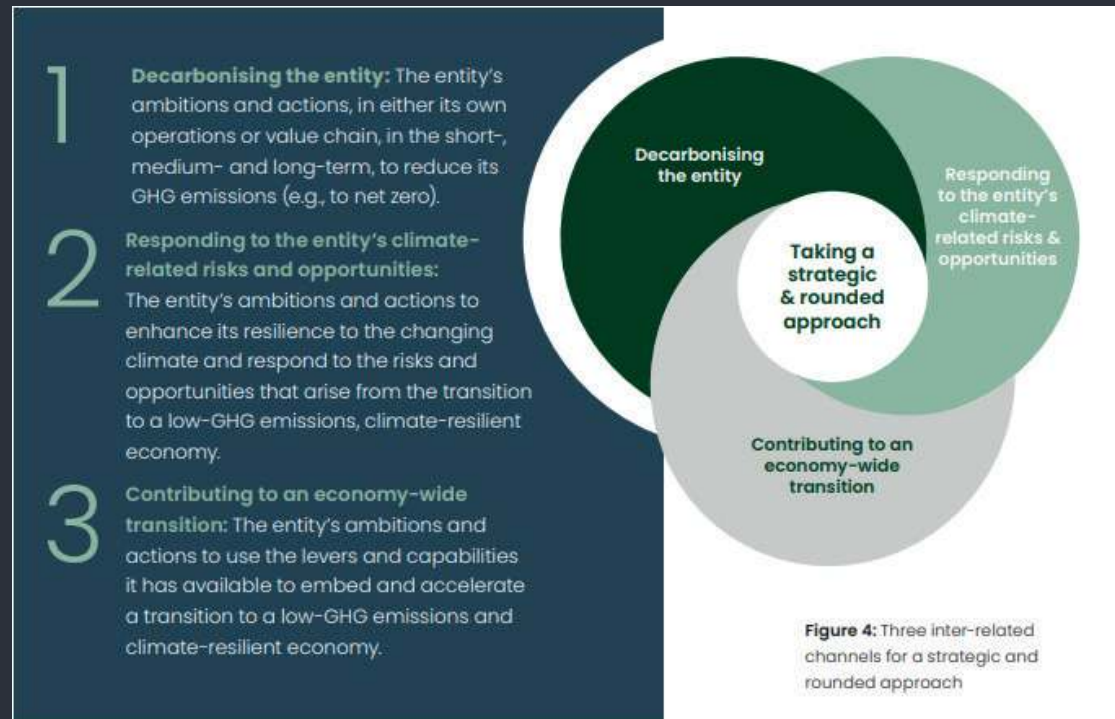 1
Decarbonising the entity: The entity's
ambitions and actions, in either its own
operations or value chain, in the short-,
medium- and long-term, to reduce its
GHG emissions (e.g., to net zero).
2
Responding to the entity's climate-
related risks and opportunities:
The entity's ambitions and actions to
enhance its resilience to the changing
climate and respond to the risks and
opportunities that arise from the transition
to a low-GHG emissions, climate-resilient
economy.
3
Contributing to an economy-wide
transition: The entity's ambitions and
actions to use the levers and capabilities
it has available to embed and accelerate
a transition to a low-GHG emissions and
climate-resilient economy.
Decarbonising
the entity
Responding
to the entity's
climate-
related risks &
opportunities
Taking a
strategic
& rounded
approach
Contributing to an
economy-wide
transition
Figure 4: Three inter-related
channels for a strategic and
rounded approach